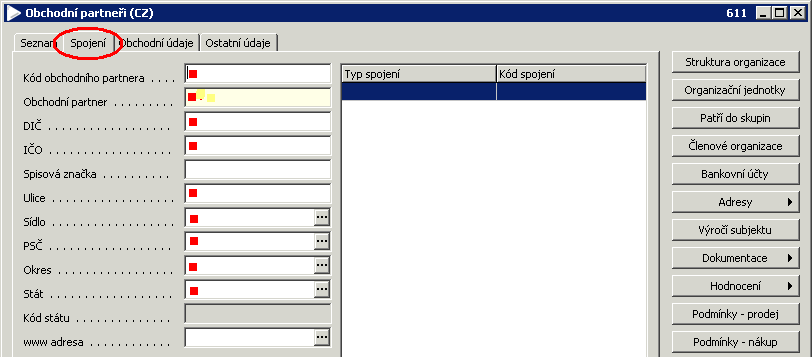 Obchodní partneři (CZ) 611
Seznam Spojení Obchodní údaje Ostatní údaje
Kód obchodního partnera . . . .
Obchodní partner . . . . . . . .
DIČ . . . . . . . . . . . . . . . .
IČO . . . . . . . . . . . . . . . .
Spisová značka . . . . . . . . . .
Ulice . . . . . . . . . . . . . . .
Sídlo . . . . . . . . . . . . . . .
PSČ . . . . . . . . . . . . . . . .
Okres . . . . . . . . . . . . . . .
Stát . . . . . . . . . . . . . . . .
Kód státu . . . . . . . . . . . . .
www adresa . . . . . . . . . . . .
Typ spojení Kód spojení
Struktura organizace
Organizační jednotky
Patří do skupin
Členové organizace
Bankovní účty
Adresy
Výročí subjektu
Dokumentace
Hodnocení
Podmínky - prodej
Podmínky - nákup